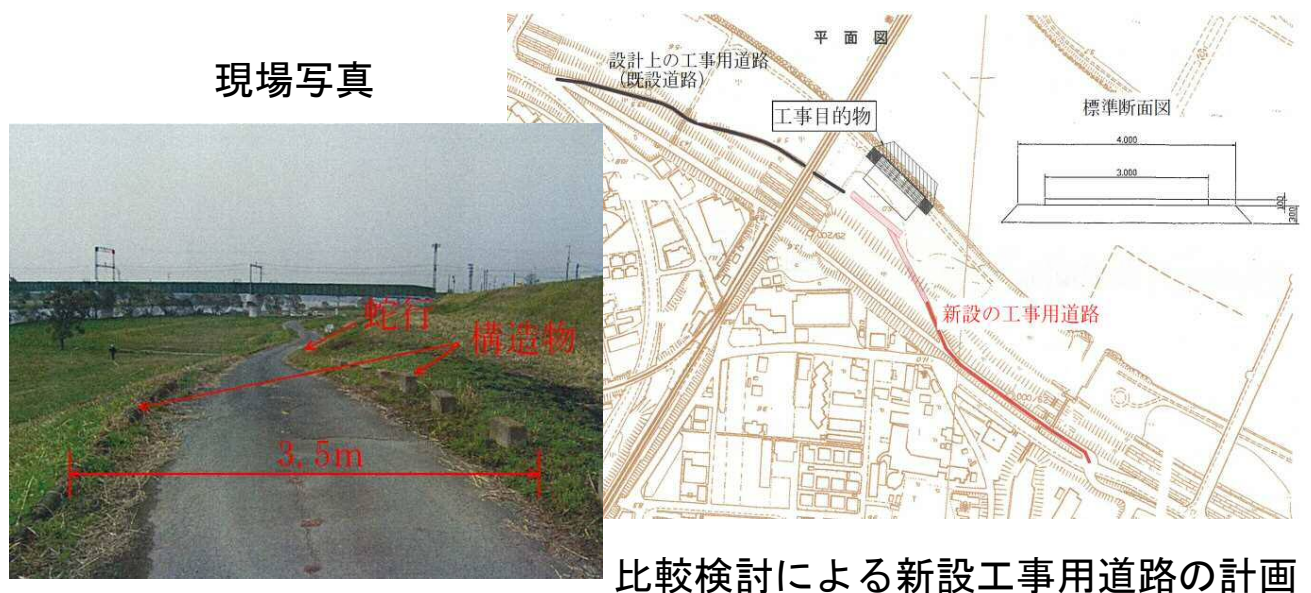 現場写真
蛇行
構造物
3.5m
平面図
設計上の工事用道路
(既設道路)
工事目的物
標準断面図
4.000
3.000
100
300
新設の工事用道路
比較検討による新設工事用道路の計画